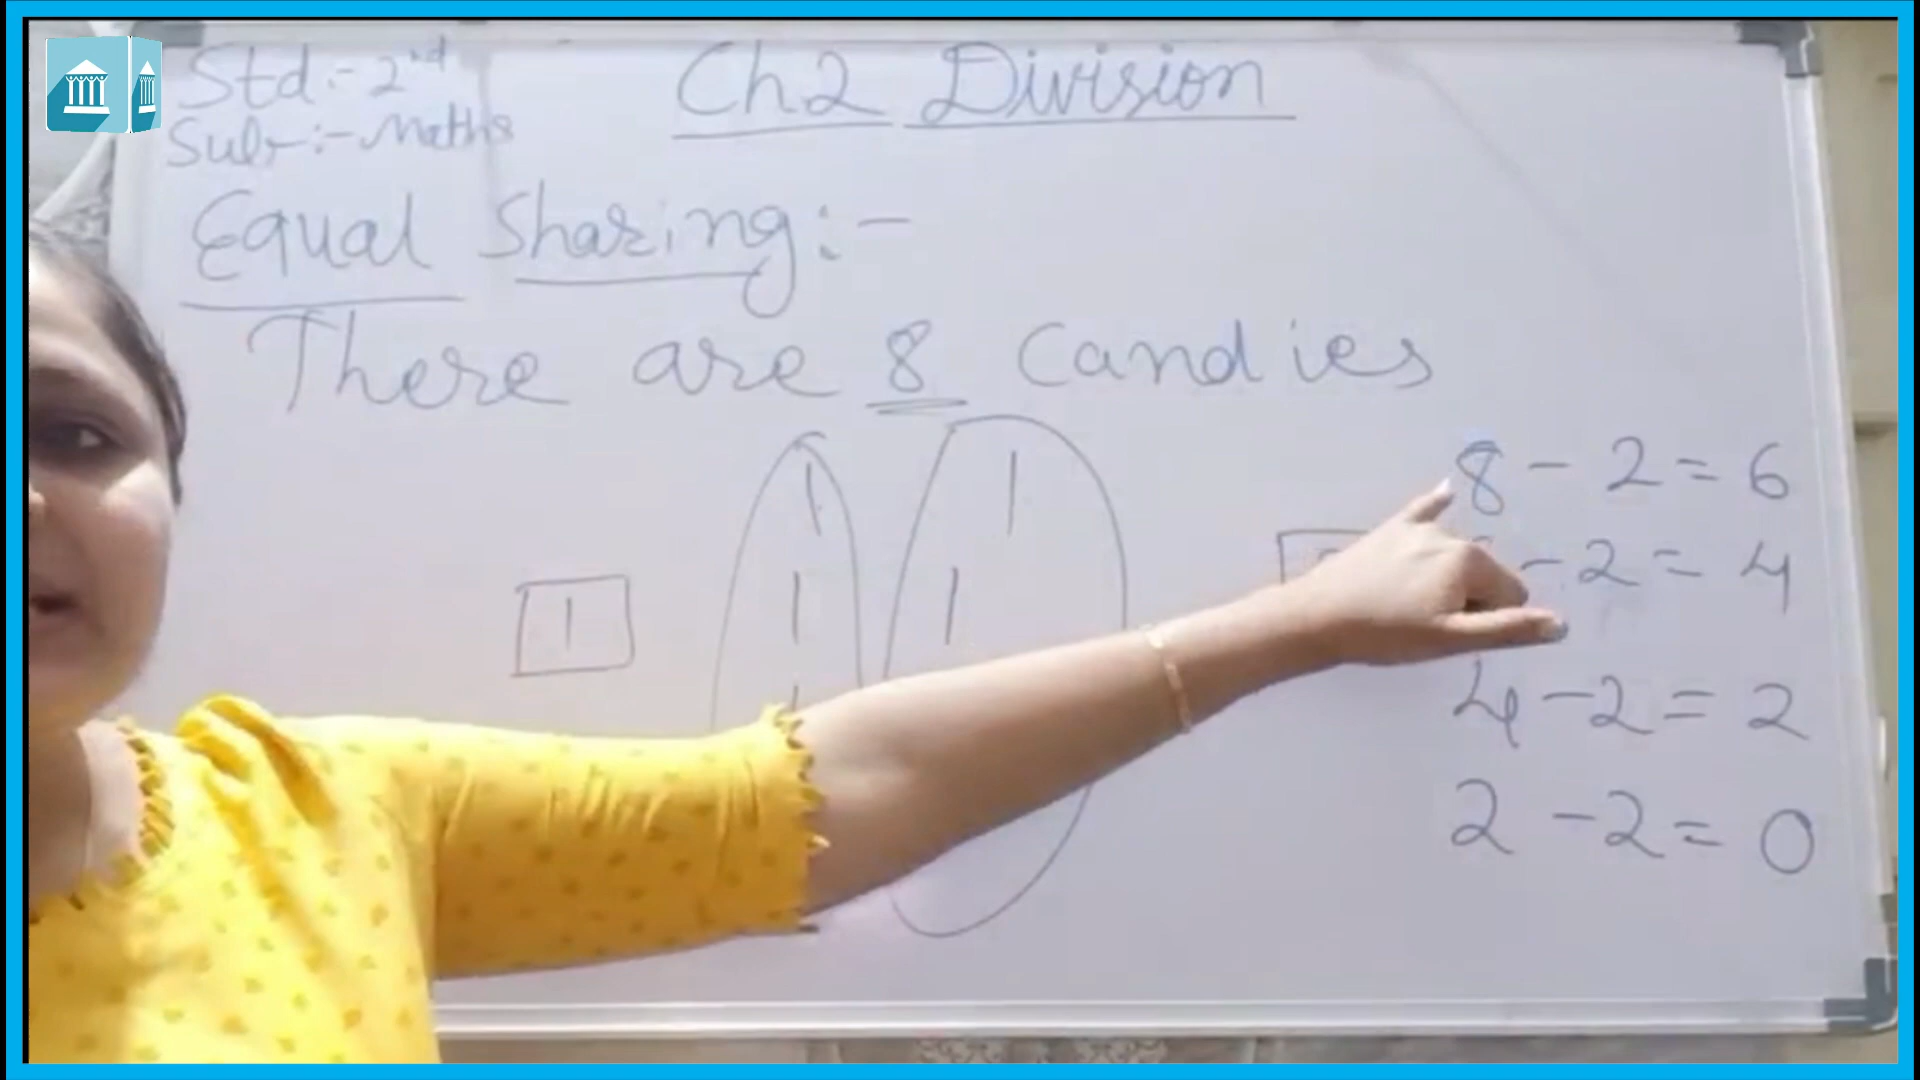 Std:- 2nd
Sub:- Maths
Ch2 Division
Equal Sharing:-
There are 8 Candies
1
1 1
1 1
8 - 2 = 6
- 2 = 4
4 - 2 = 2
2 - 2 = 0